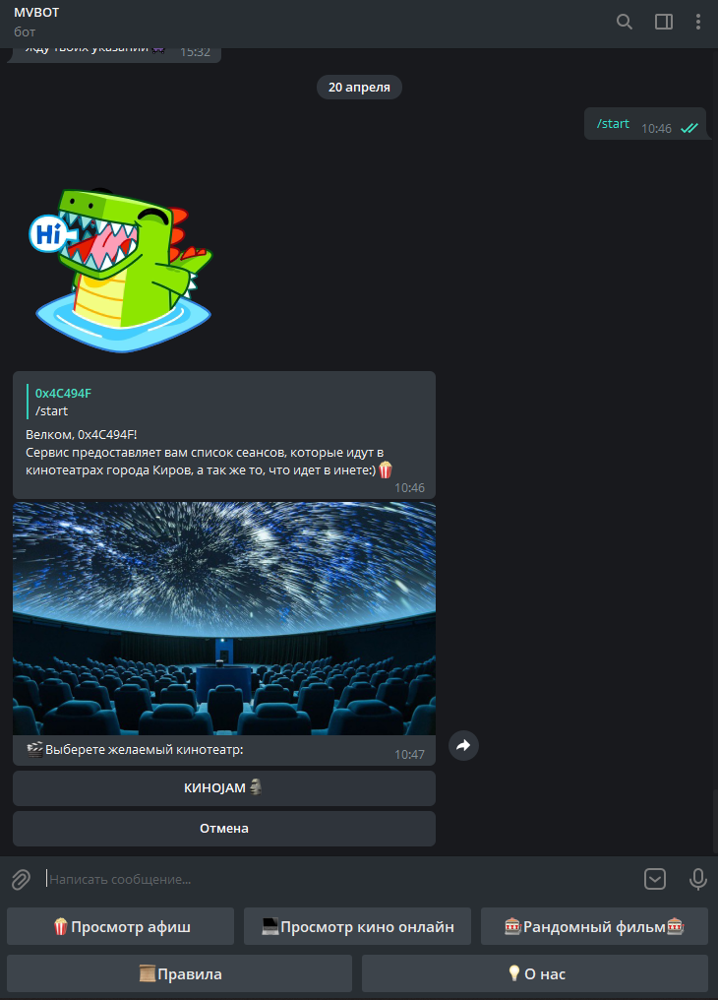 MVBOT
бот
жду твоих указаний
15:32
20 апреля
/start 10:46
Hi
0x4C494F
/start
Велком, 0x4C494F!
Сервис предоставляет вам список сеансов, которые идут в
кинотеатрах города Киров, а так же то, что идет в инете:)🍿
10:46
🎬Выберете желаемый кинотеатр:
10:47
КИНОJAM🗿
Отмена
Написать сообщение...
🍿Просмотр афиш
💻Просмотр кино онлайн
🎰Рандомный фильм🎰
📜Правила
💡О нас